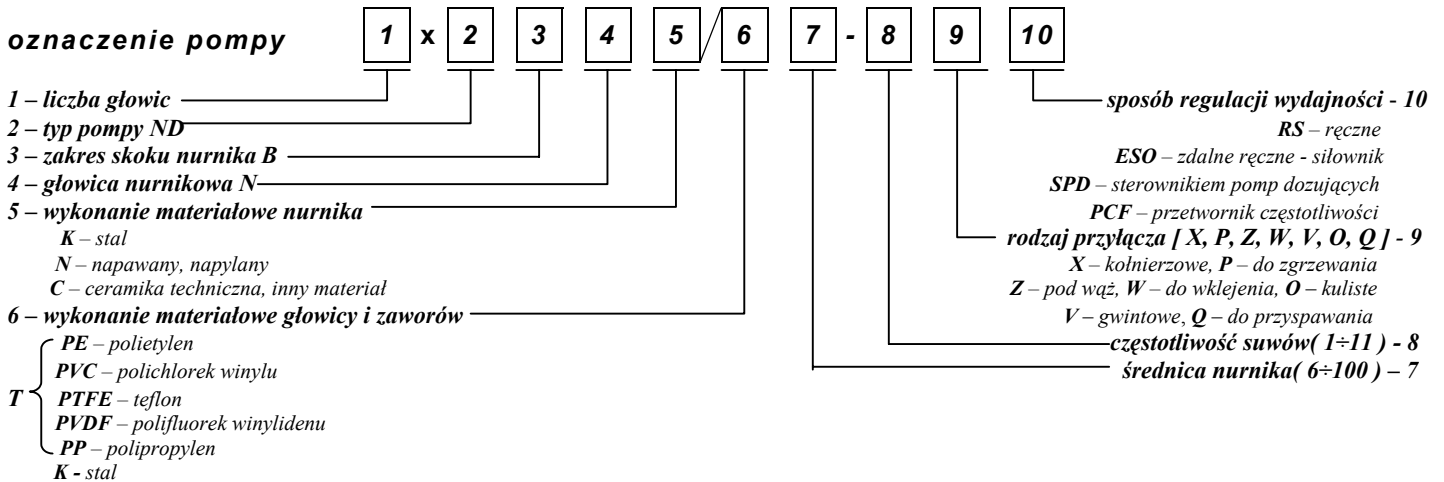 oznaczenie pompy 1 x 2 3 4 5 / 6 7 - 8 9 10
1 – liczba głowic
2 – typ pompy ND
3 – zakres skoku nurnika B
4 – głowica nurnikowa N
5 – wykonanie materiałowe nurnika
K – stal
N – napawany, napylany
C – ceramika techniczna, inny materiał
6 – wykonanie materiałowe głowicy i zaworów
PE – polietylen
PVC – polichlorek winylu
T PTFE – teflon
PVDF – polifluorek winylidenu
PP – polipropylen
K - stal
sposób regulacji wydajności - 10
RS – ręczne
ESO – zdalne ręczne - siłownik
SPD – sterownikiem pomp dozujących
PCF – przetwornik częstotliwości
rodzaj przyłącza [ X, P, Z, W, V, O, Q ] - 9
X – kołnierzowe, P – do zgrzewania
Z – pod wąż, W – do wklejenia, O – kuliste
V – gwintowe, Q – do przyspawania
częstotliwość suwów( 1÷11 ) - 8
średnica nurnika( 6÷100 ) – 7